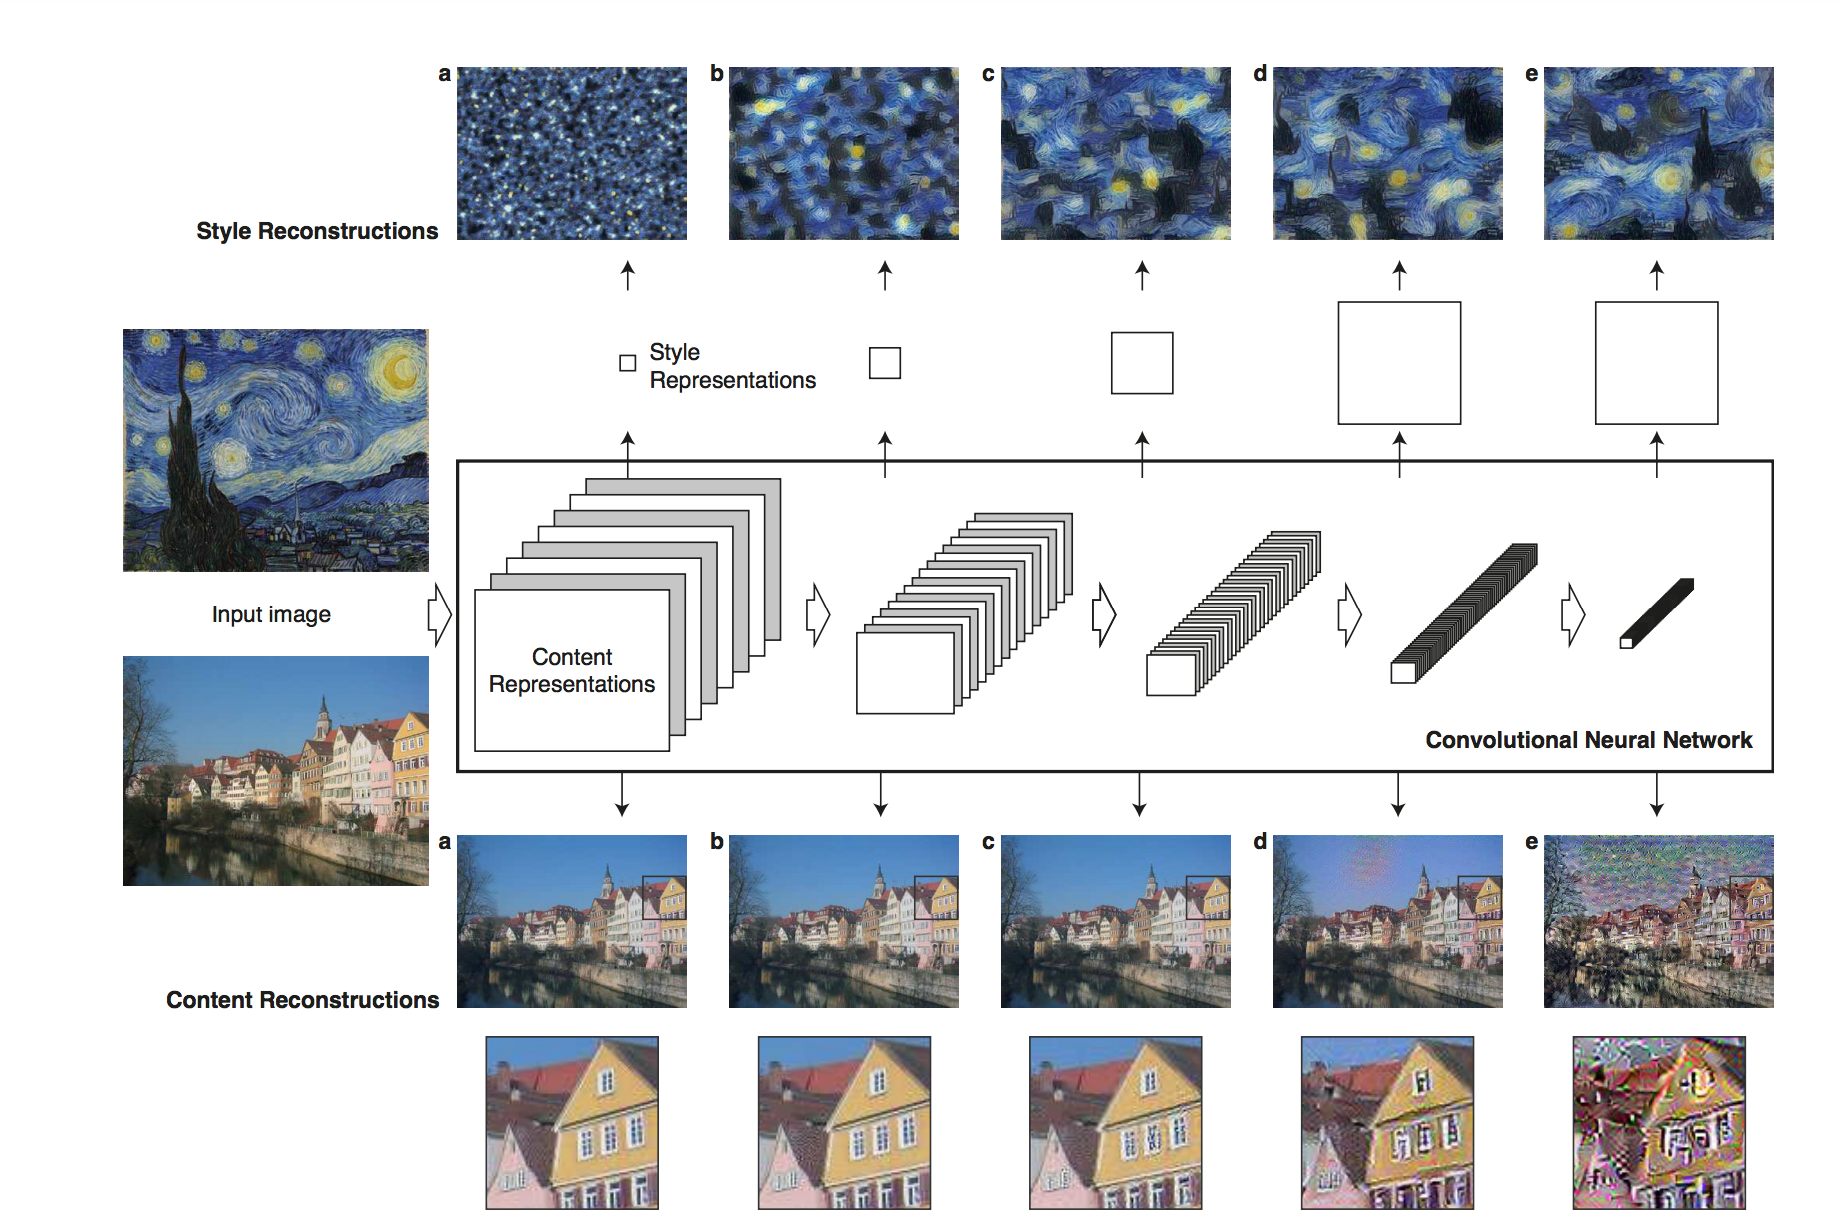 a
b
c
d
e
Style Reconstructions
Style
Representations
Input image
Content
Representations
Convolutional Neural Network
a
b
c
d
e
Content Reconstructions